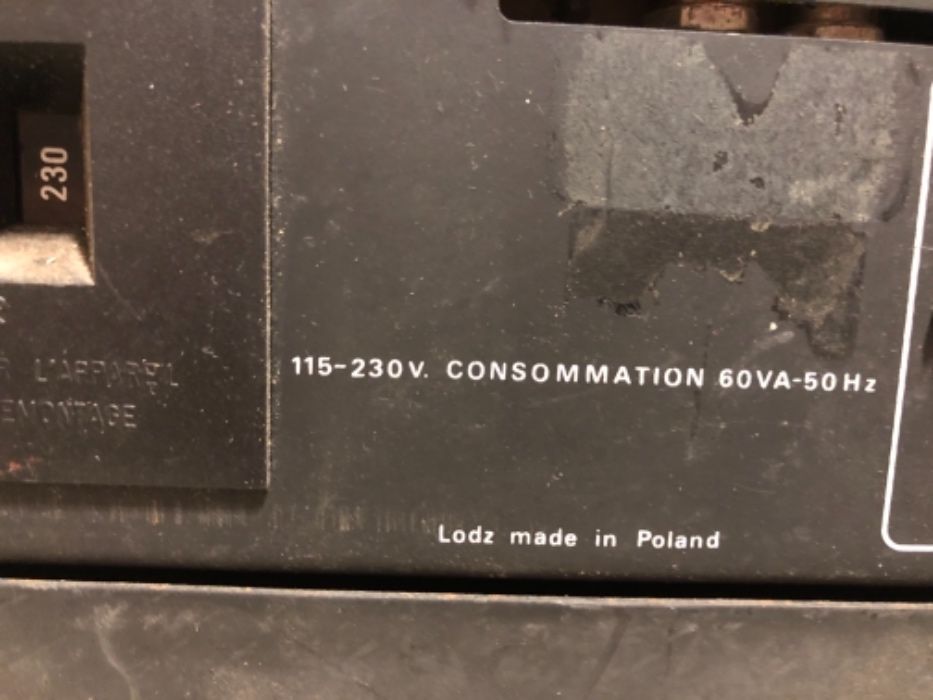 230
L'APPAREIL
115-230V. CONSOMMATION 60VA-50Hz
Lodz made in Poland